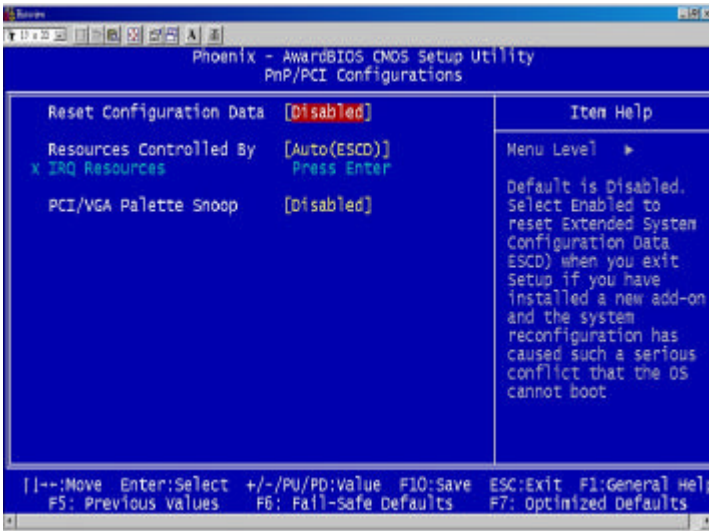 Phoenix - AwardBIOS CMOS Setup Utility
PnP/PCI Configurations
Reset Configuration Data [Disabled]
Resources Controlled By [Auto(ESCD)]
x IRQ Resources Press Enter
PCI/VGA Palette Snoop [Disabled]
Item Help
Menu Level ►
Default is Disabled.
Select Enabled to
reset Extended System
Configuration Data
ESCD) when you exit
Setup if you have
installed a new add-on
and the system
reconfiguration has
caused such a serious
conflict that the OS
cannot boot
:Move Enter:Select +/-/PU/PD:Value F10:Save ESC:Exit F1:General Help
F5: Previous Values F6: Fail-Safe Defaults F7: Optimized Defaults